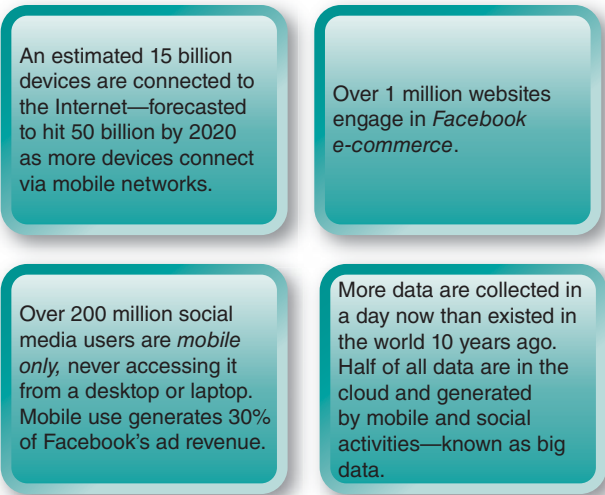 An estimated 15 billion
devices are connected to
the Internet—forecasted
to hit 50 billion by 2020
as more devices connect
via mobile networks.
Over 1 million websites
engage in Facebook
e-commerce.
Over 200 million social
media users are mobile
only, never accessing it
from a desktop or laptop.
Mobile use generates 30%
of Facebook's ad revenue.
More data are collected in
a day now than existed in
the world 10 years ago.
Half of all data are in the
cloud and generated
by mobile and social
activities—known as big
data.